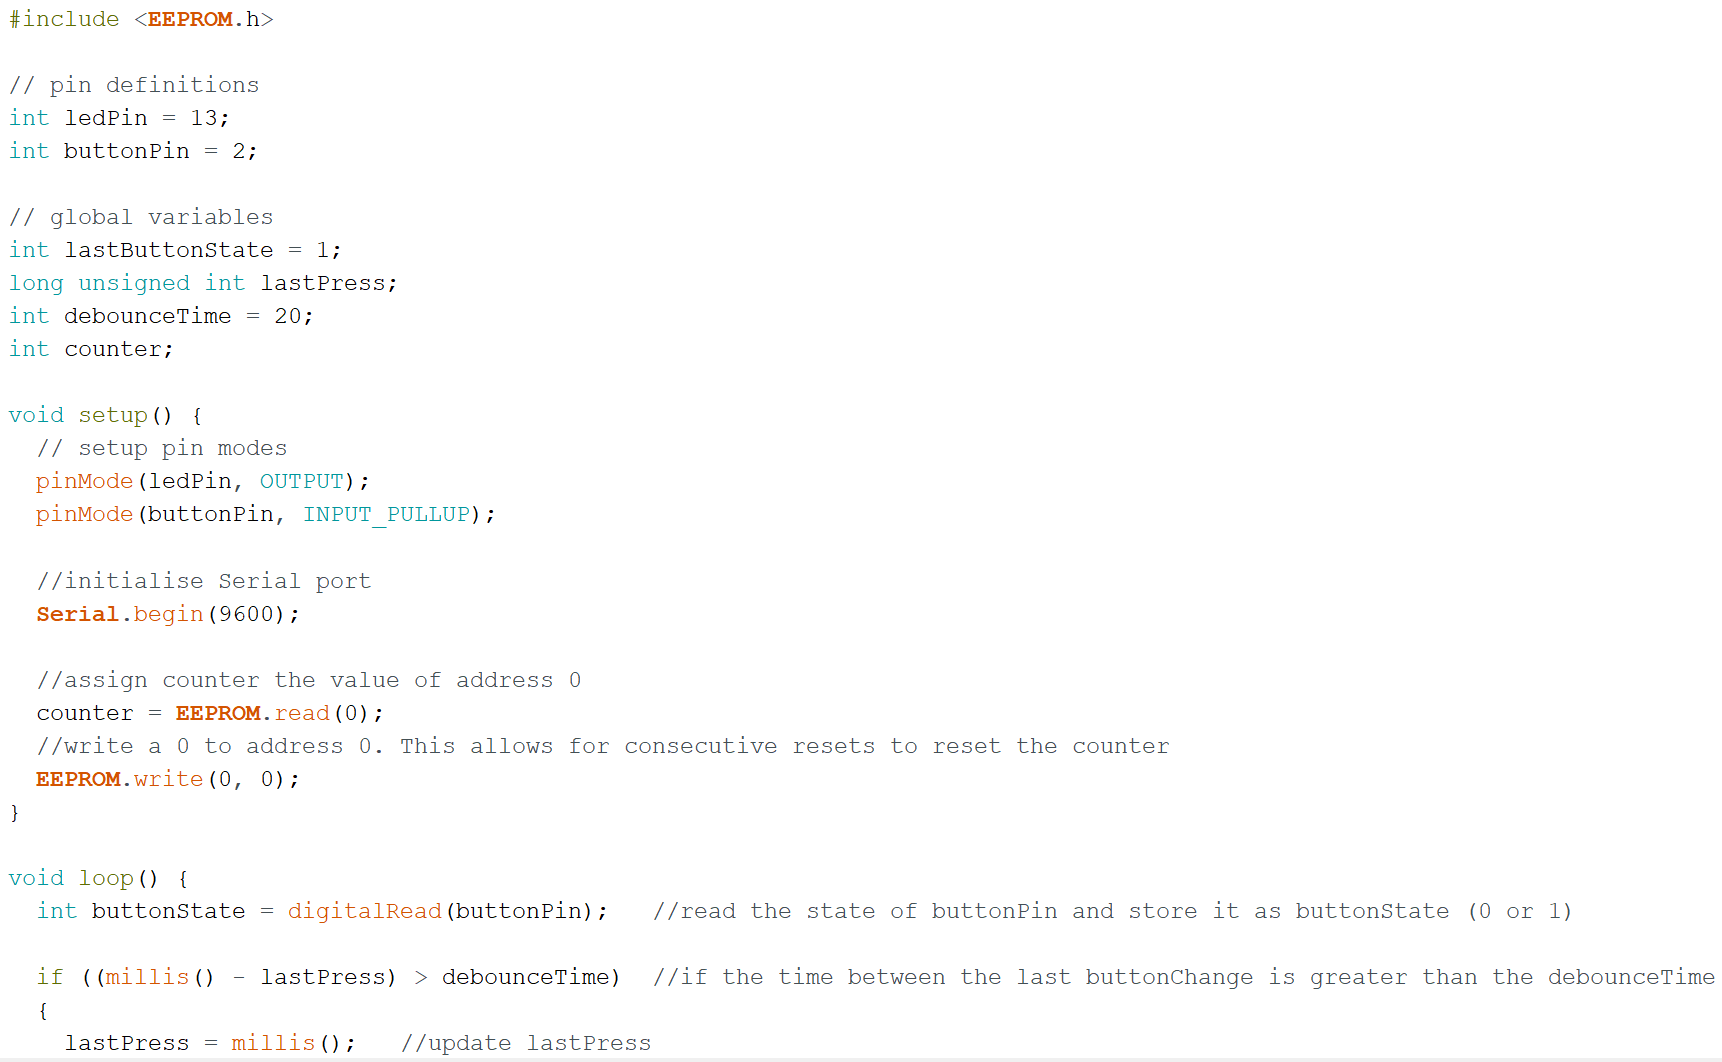 #include <EEPROM.h>

// pin definitions
int ledPin = 13;
int buttonPin = 2;

// global variables
int lastButtonState = 1;
long unsigned int lastPress;
int debounceTime = 20;
int counter;

void setup() {
  // setup pin modes
  pinMode(ledPin, OUTPUT);
  pinMode(buttonPin, INPUT_PULLUP);

  //initialise Serial port
  Serial.begin(9600);

  //assign counter the value of address 0
  counter = EEPROM.read(0);
  //write a 0 to address 0. This allows for consecutive resets to reset the counter
  EEPROM.write(0, 0);
}

void loop() {
  int buttonState = digitalRead(buttonPin);   //read the state of buttonPin and store it as buttonState (0 or 1)

  if ((millis() - lastPress) > debounceTime)  //if the time between the last buttonChange is greater than the debounceTime
  {
    lastPress = millis();   //update lastPress